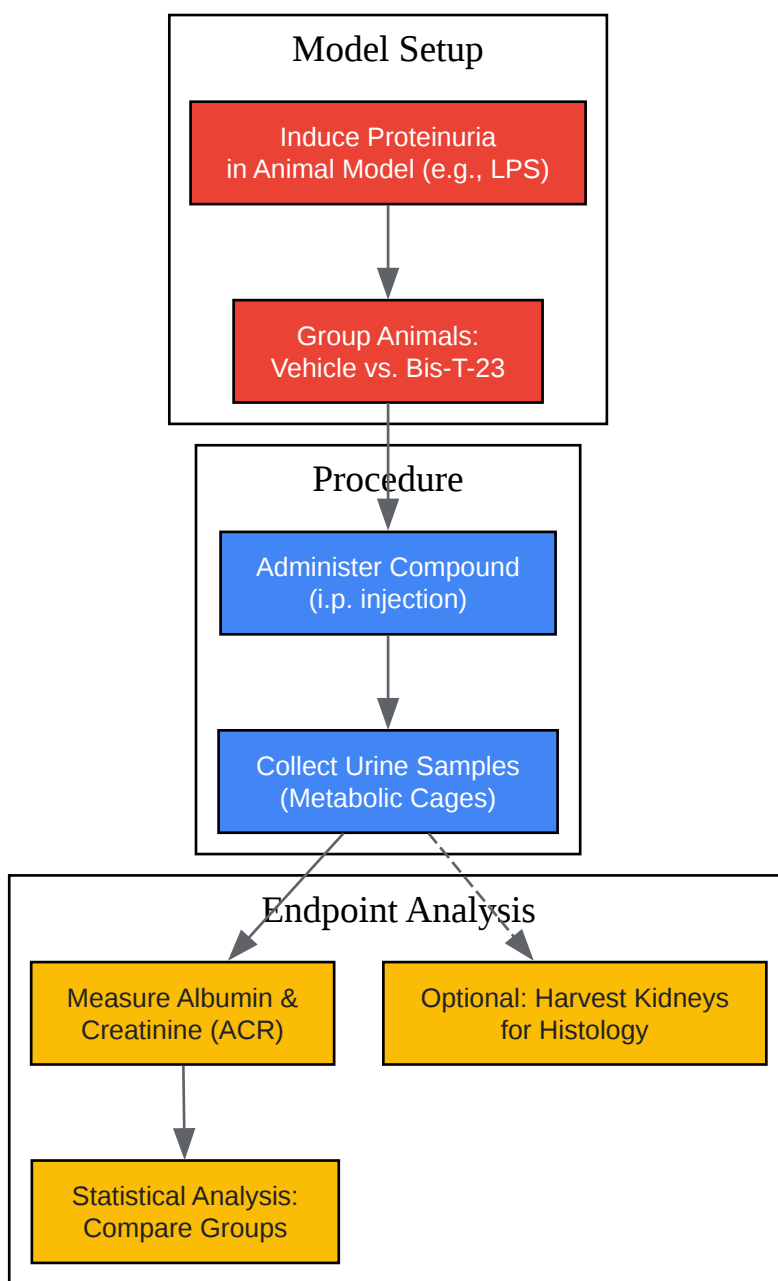 Model Setup
Induce Proteinuria
in Animal Model (e.g., LPS)
Group Animals:
Vehicle vs. Bis-T-23
Procedure
Administer Compound
(i.p. injection)
Collect Urine Samples
(Metabolic Cages)
Endpoint Analysis
Measure Albumin &
Creatinine (ACR)
Optional: Harvest Kidneys
for Histology
Statistical Analysis:
Compare Groups